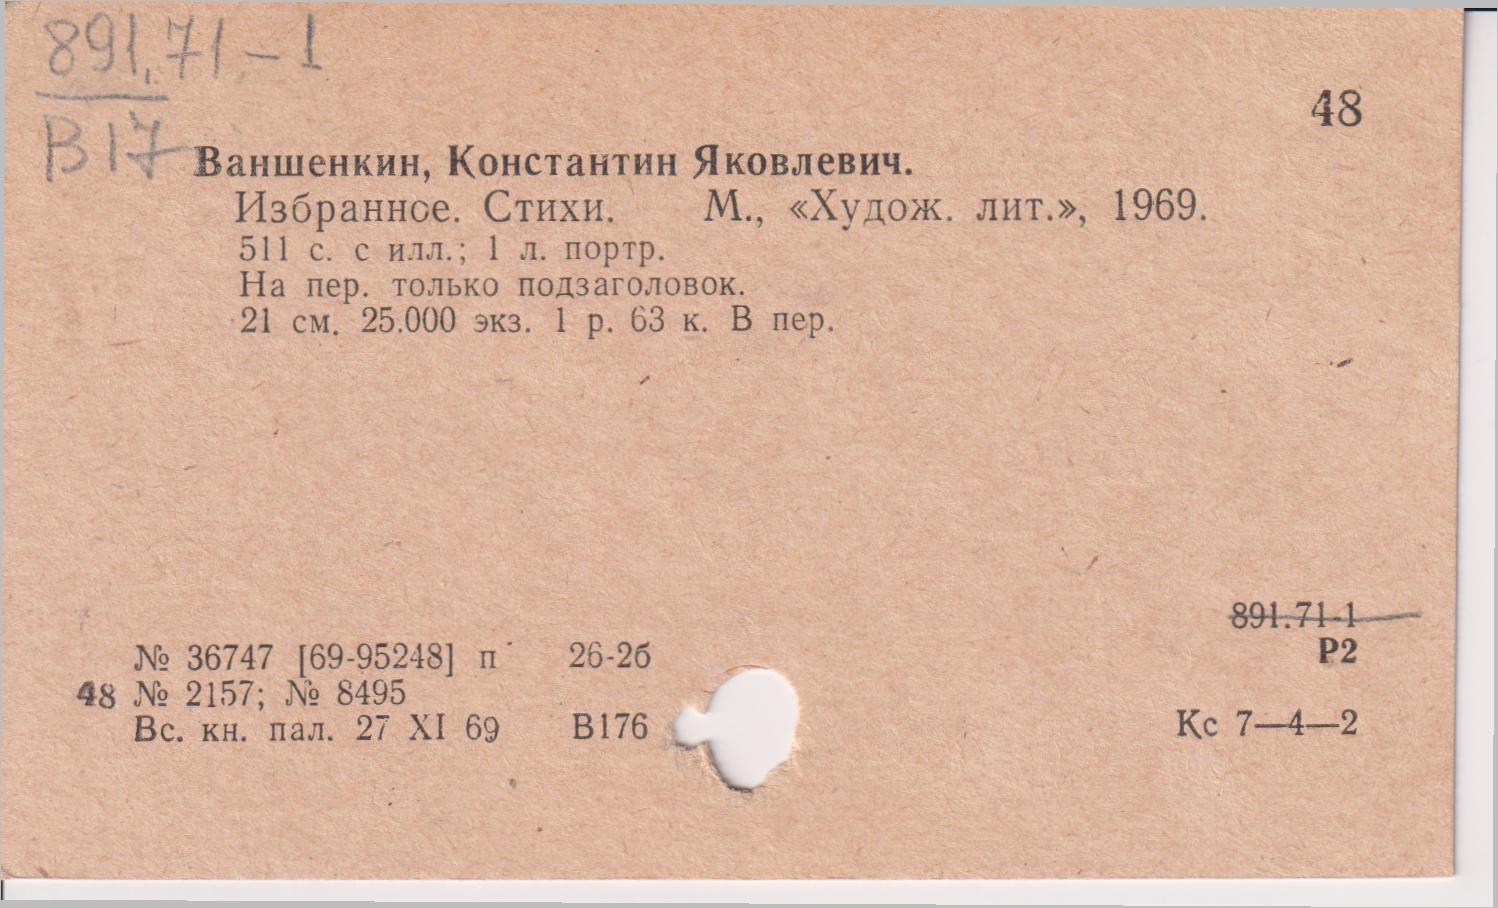 891.71-1
В17
48
Ваншенкин, Константин Яковлевич.
Избранное. Стихи. М., «Худож. лит.», 1969.
511 с. с илл.; 1 л. портр.
На пер. только подзаголовок.
21 см. 25.000 экз. 1 р. 63 к. В пер.
891.71-1
№ 36747 [69-95248] п 26-2б Р2
48 № 2157; № 8495
Вс. кн. пал. 27 XI 69 В176 Кс 7—4—2